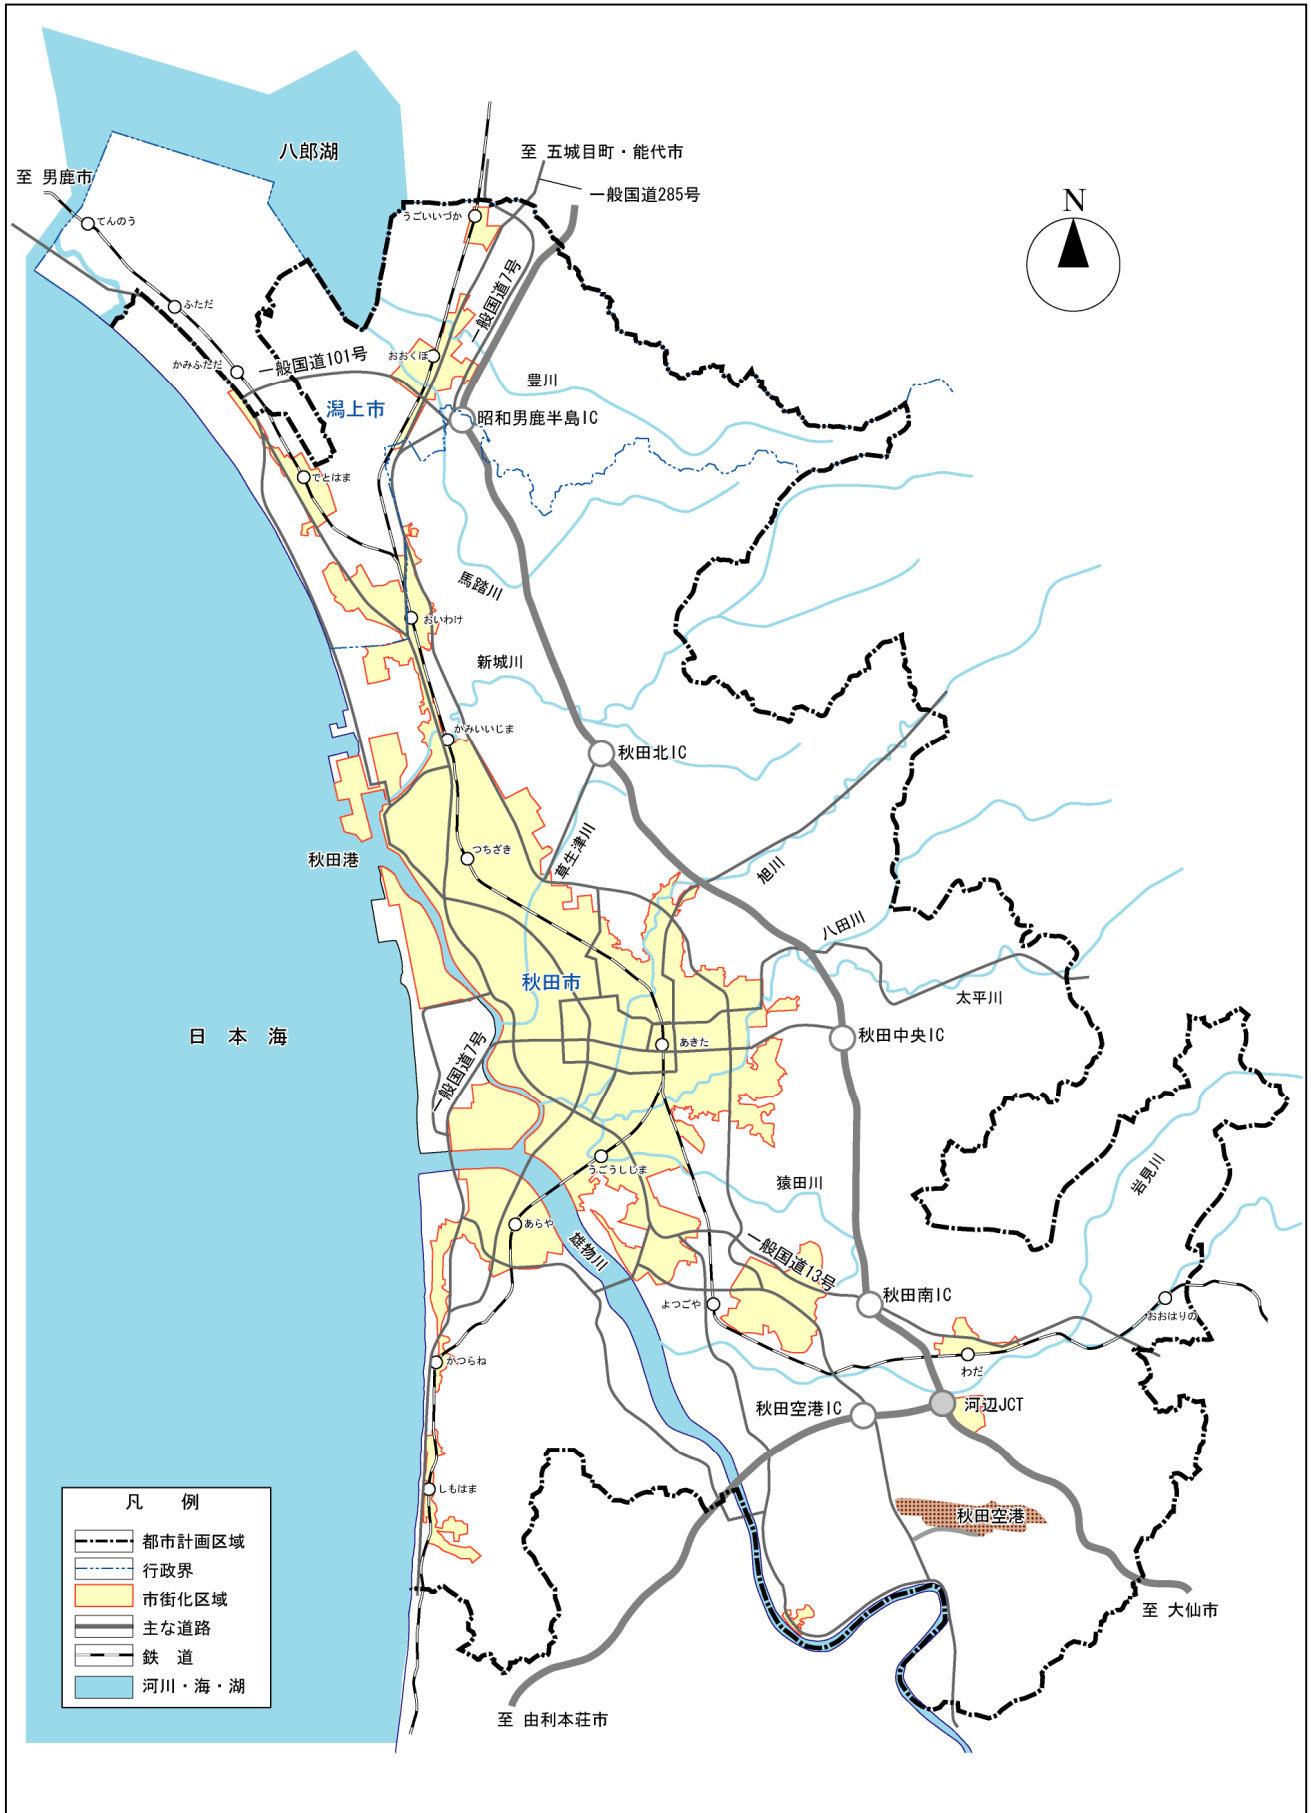 八郎湖
至 五城目町・能代市
至 男鹿市
一般国道285号
N
てんのう
うごいいづか
一般国道7号
ふただ
おおくぼ
かみふただ
一般国道101号
豊川
潟上市
昭和男鹿半島IC
でとはま
馬踏川
おいわけ
新城川
かみいいじま
秋田北IC
つちざき
秋田港
草生津川
旭川
八田川
秋田市
太平川
日 本 海
一般国道7号
あきた
秋田中央IC
うごうしじま
猿田川
岩見川
あらや
雄物川
一般国道13号
よつごや
秋田南IC
おおはりの
かつらね
わだ
秋田空港IC
河辺JCT
しもはま
秋田空港
凡 例
都市計画区域
行政界
市街化区域
主な道路
鉄 道
河川・海・湖
至 大仙市
至 由利本荘市